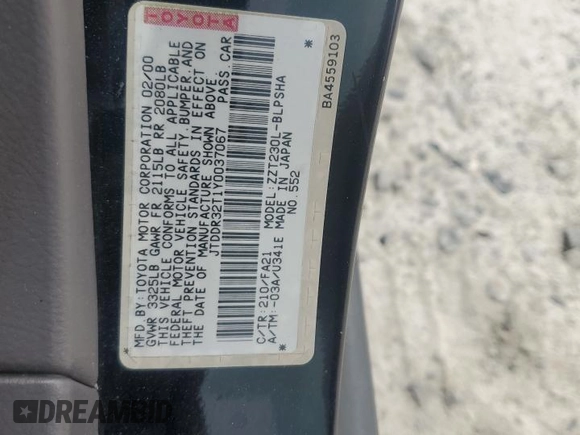 TOYOTA
MFD.BY:TOYOTA MOTOR CORPORATION 02/00
GVWR 3325LB GAWR FR 2115LB RR 2080LB
THIS VEHICLE CONFORMS TO ALL APPLICABLE
FEDERAL MOTOR VEHICLE SAFETY,BUMPER,AND
THEFT PREVENTION STANDARDS IN EFFECT ON
THE DATE OF MANUFACTURE SHOWN ABOVE.
JTDDR32T1Y0037067 PASS.CAR
C/TR:210/FA21 MODEL:ZZT230L-BLPSHA
A/TM:-03A/U341E MADE IN JAPAN
NO.552
* BA4559103 *
DREAMBID